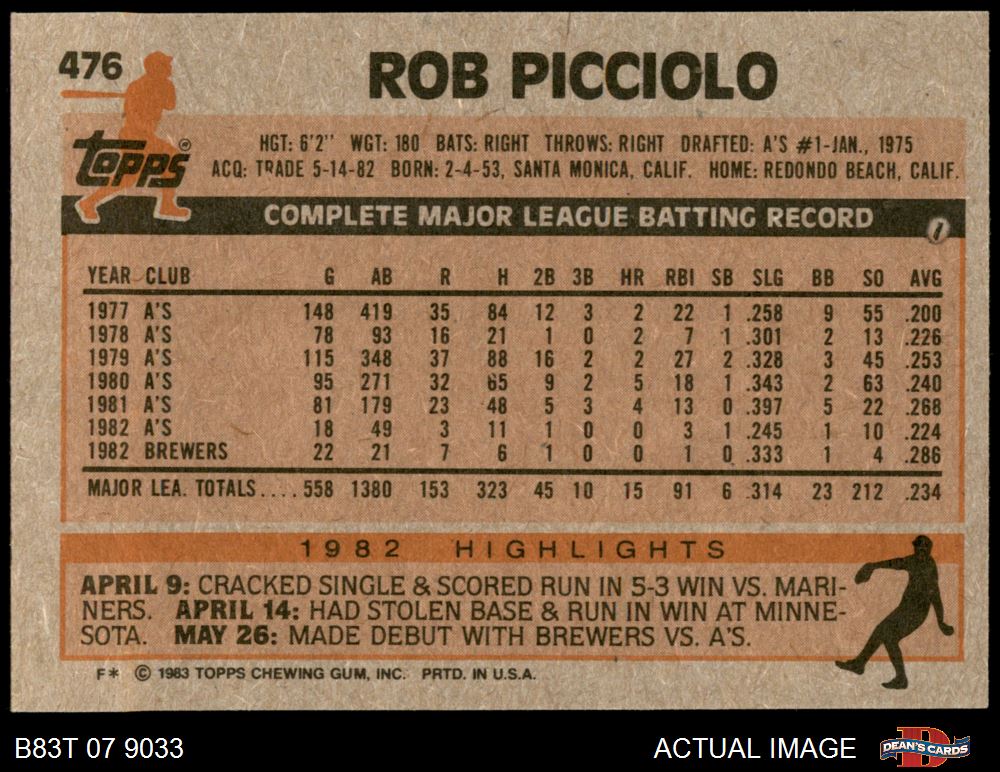 476
ROB PICCIOLO
topps®
HGT: 6'2" WGT: 180 BATS: RIGHT THROWS: RIGHT DRAFTED: A'S #1-JAN., 1975
ACQ: TRADE 5-14-82 BORN: 2-4-53, SANTA MONICA, CALIF. HOME: REDONDO BEACH, CALIF.
COMPLETE MAJOR LEAGUE BATTING RECORD
YEAR CLUB G AB R H 2B 3B HR RBI SB SLG BB SO AVG
1977 A'S 148 419 35 84 12 3 2 22 1 .258 9 55 .200
1978 A'S 78 93 16 21 1 0 2 7 1 .301 2 13 .226
1979 A'S 115 348 37 88 16 2 2 27 2 .328 3 45 .253
1980 A'S 95 271 32 65 9 2 5 18 1 .343 2 63 .240
1981 A'S 81 179 23 48 5 3 4 13 0 .397 5 22 .268
1982 A'S 18 49 3 11 1 0 0 3 1 .245 1 10 .224
1982 BREWERS 22 21 7 6 1 0 0 1 0 .333 1 4 .286
MAJOR LEA. TOTALS.... 558 1380 153 323 45 10 15 91 6 .314 23 212 .234
1982 HIGHLIGHTS
APRIL 9: CRACKED SINGLE & SCORED RUN IN 5-3 WIN VS. MARI-
NERS. APRIL 14: HAD STOLEN BASE & RUN IN WIN AT MINNE-
SOTA. MAY 26: MADE DEBUT WITH BREWERS VS. A'S.
F* © 1983 TOPPS CHEWING GUM, INC. PRTD. IN U.S.A.
B83T 07 9033
ACTUAL IMAGE
DEAN'S CARDS